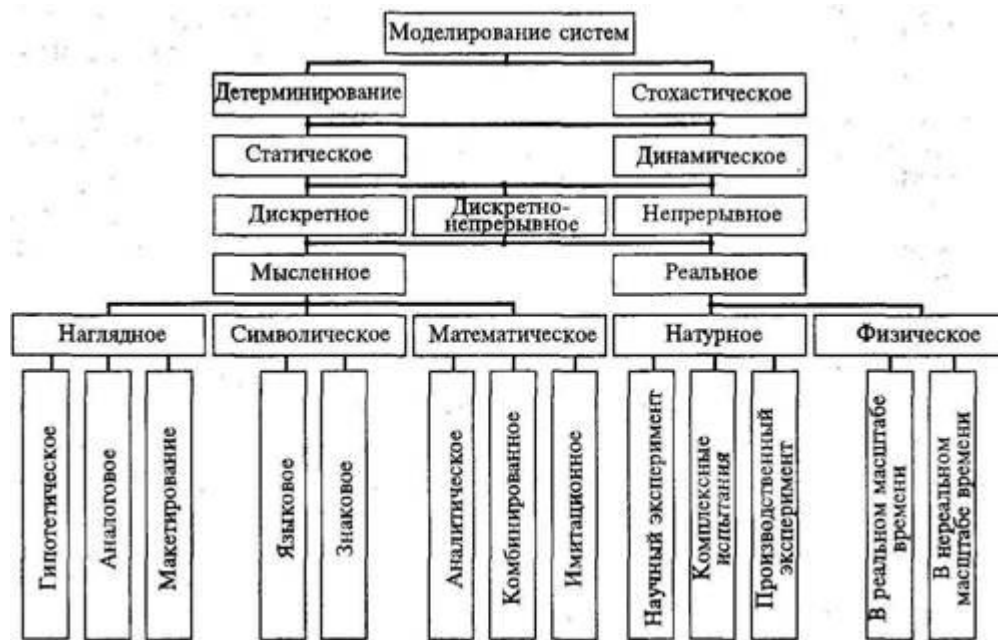 Моделирование систем
Детерминирование
Стохастическое
Статическое
Динамическое
Дискретное
Дискретно-
непрерывное
Непрерывное
Мысленное
Реальное
Наглядное
Символическое
Математическое
Натурное
Физическое
Гипотетическое
Аналоговое
Макетирование
Языковое
Знаковое
Аналитическое
Комбинированное
Имитационное
Научный эксперимент
Комплексные
испытания
Производственный
эксперимент
В реальном масштабе
времени
В нереальном
масштабе времени